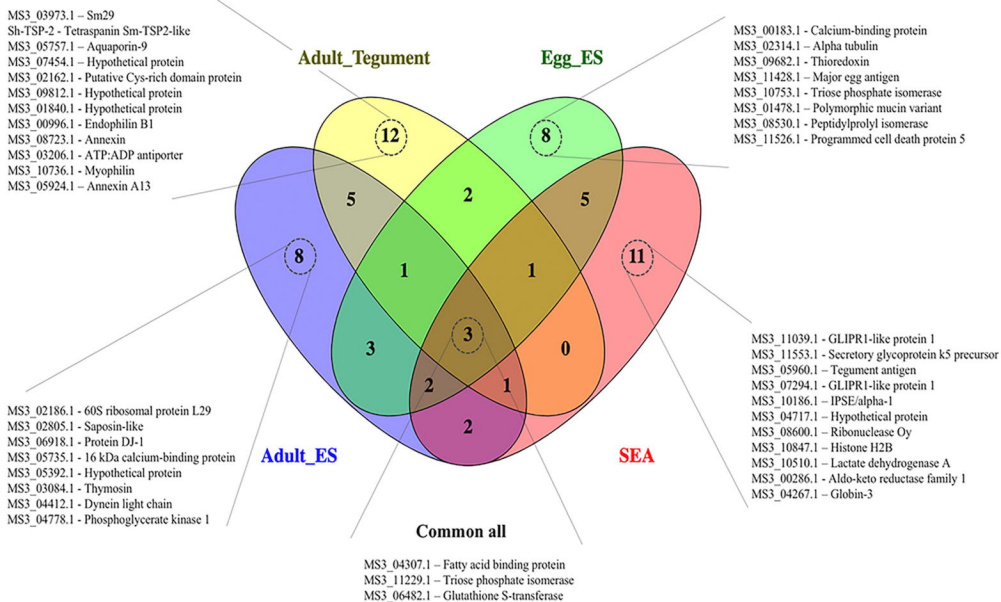 MS3_03973.1 – Sm29
Sh-TSP-2 - Tetraspanin Sm-TSP2-like
MS3_05757.1 – Aquaporin-9
MS3_07454.1 – Hypothetical protein
MS3_02162.1 – Putative Cys-rich domain protein
MS3_09812.1 - Hypothetical protein
MS3_01840.1 - Hypothetical protein
MS3_00996.1 - Endophilin B1
MS3_08723.1 – Annexin
MS3_03206.1 – ATP:ADP antiporter
MS3_10736.1 – Myophilin
MS3_05924.1 – Annexin A13
Adult_Tegument
Egg_ES
MS3_00183.1 - Calcium-binding protein
MS3_02314.1 – Alpha tubulin
MS3_09682.1 - Thioredoxin
MS3_11428.1 – Major egg antigen
MS3_10753.1 - Triose phosphate isomerase
MS3_01478.1 – Polymorphic mucin variant
MS3_08530.1 - Peptidylprolyl isomerase
MS3_11526.1 - Programmed cell death protein 5
12
8
5
2
5
8
1
1
11
3
3
0
2
1
2
Adult_ES
SEA
MS3_02186.1 - 60S ribosomal protein L29
MS3_02805.1 - Saposin-like
MS3_06918.1 - Protein DJ-1
MS3_05735.1 - 16 kDa calcium-binding protein
MS3_05392.1 - Hypothetical protein
MS3_03084.1 - Thymosin
MS3_04412.1 - Dynein light chain
MS3_04778.1 - Phosphoglycerate kinase 1
MS3_11039.1 - GLIPR1-like protein 1
MS3_11553.1 - Secretory glycoprotein k5 precursor
MS3_05960.1 – Tegument antigen
MS3_07294.1 - GLIPR1-like protein 1
MS3_10186.1 – IPSE/alpha-1
MS3_04717.1 - Hypothetical protein
MS3_08600.1 – Ribonuclease Oy
MS3_10847.1 – Histone H2B
MS3_10510.1 – Lactate dehydrogenase A
MS3_00286.1 – Aldo-keto reductase family 1
MS3_04267.1 – Globin-3
Common all
MS3_04307.1 – Fatty acid binding protein
MS3_11229.1 – Triose phosphate isomerase
MS3_06482.1 – Glutathione S-transferase